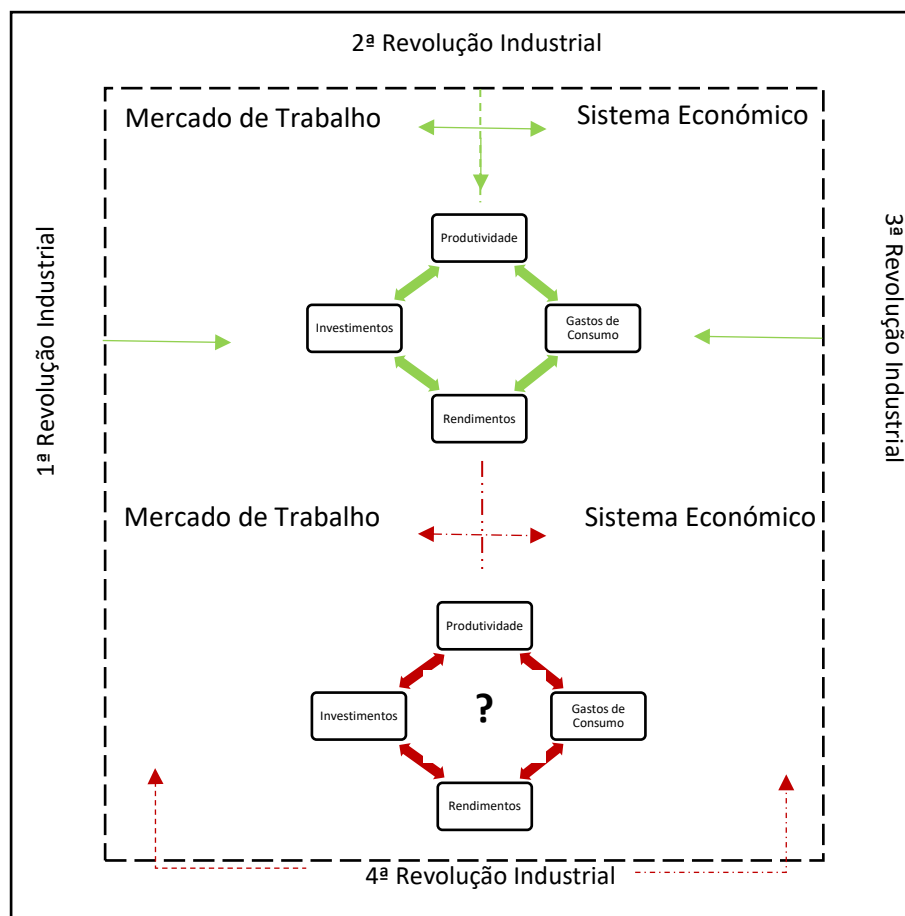 2ª Revolução Industrial
Mercado de Trabalho
Sistema Económico
1ª Revolução Industrial
3ª Revolução Industrial
Produtividade
Investimentos
Gastos de
Consumo
Rendimentos
Mercado de Trabalho
Sistema Económico
Produtividade
Investimentos
?
Gastos de
Consumo
Rendimentos
4ª Revolução Industrial